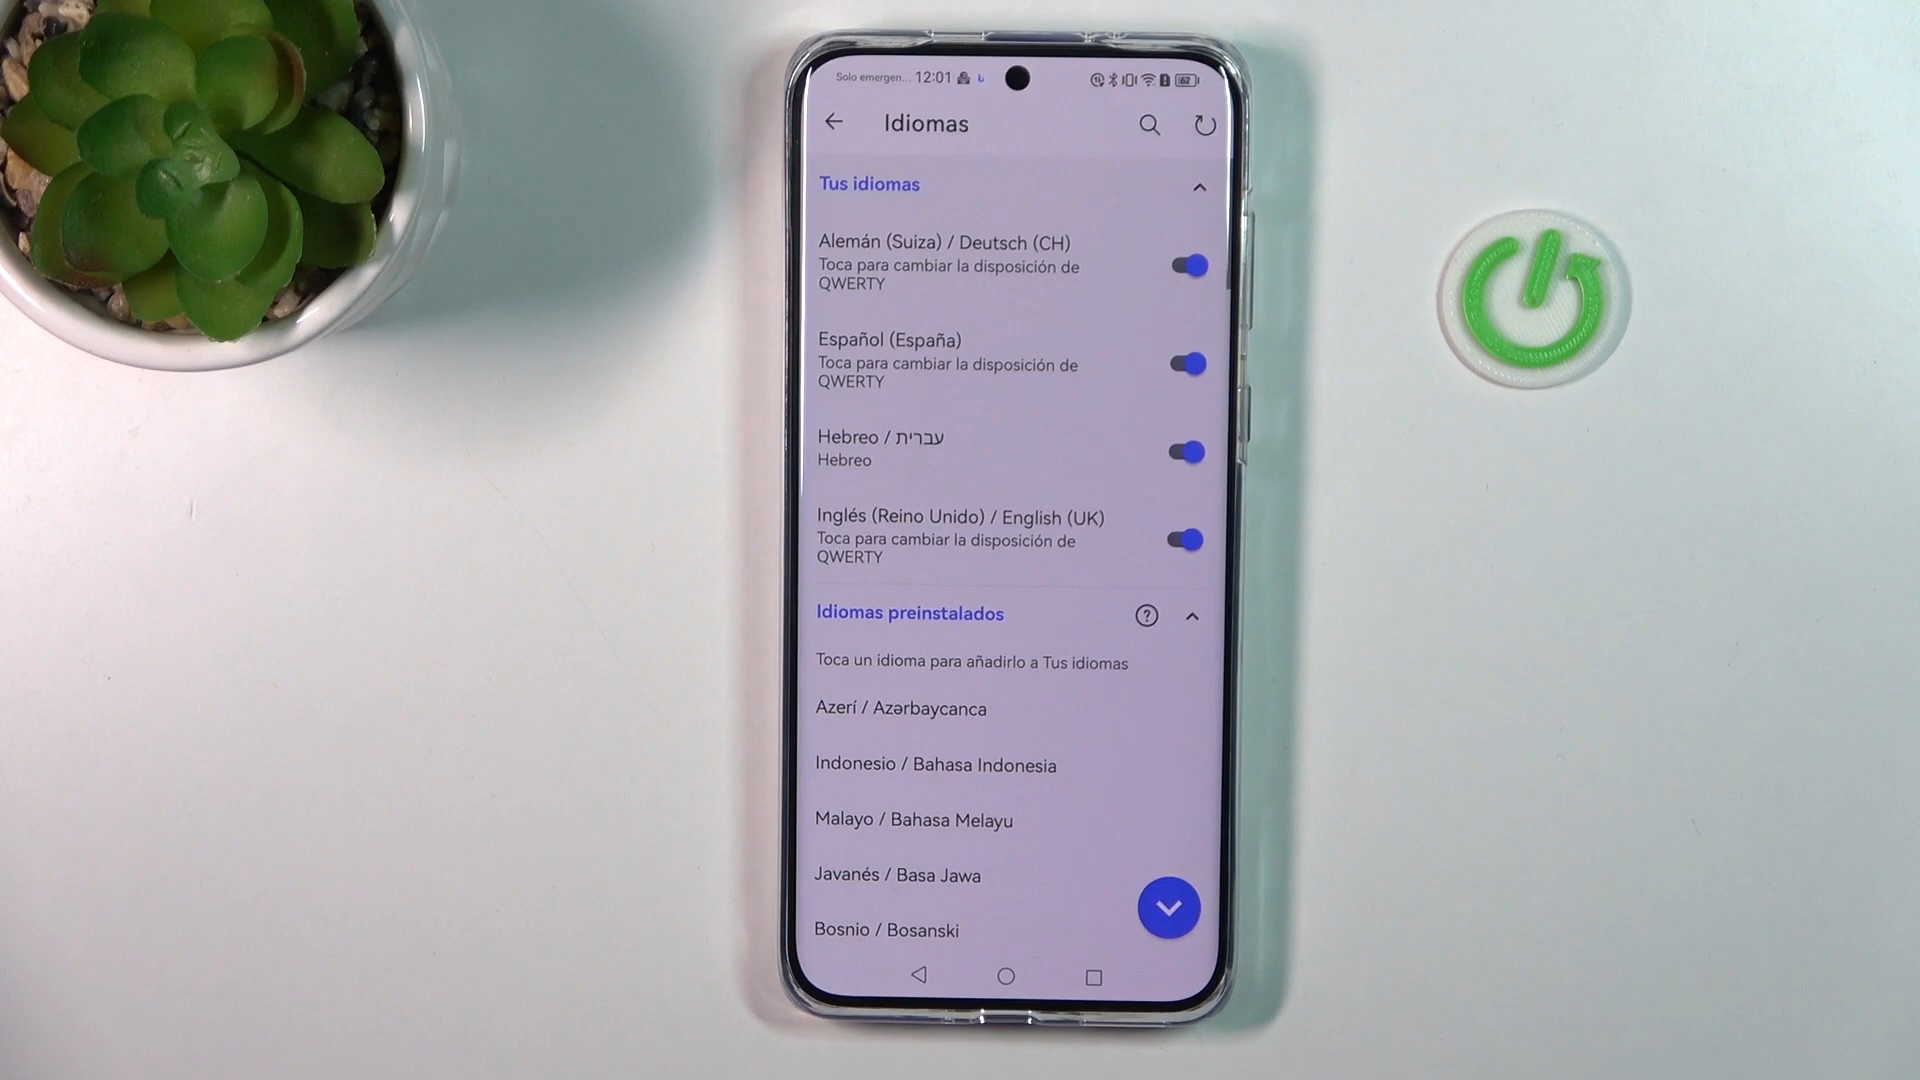 Solo emergen... 12:01
62
Idiomas
Tus idiomas
Alemán (Suiza) / Deutsch (CH)
Toca para cambiar la disposición de
QWERTY
Español (España)
Toca para cambiar la disposición de
QWERTY
Hebreo / עברית
Hebreo
Inglés (Reino Unido) / English (UK)
Toca para cambiar la disposición de
QWERTY
Idiomas preinstalados
?
Toca un idioma para añadirlo a Tus idiomas
Azerí / Azərbaycanca
Indonesio / Bahasa Indonesia
Malayo / Bahasa Melayu
Javanés / Basa Jawa
Bosnio / Bosanski